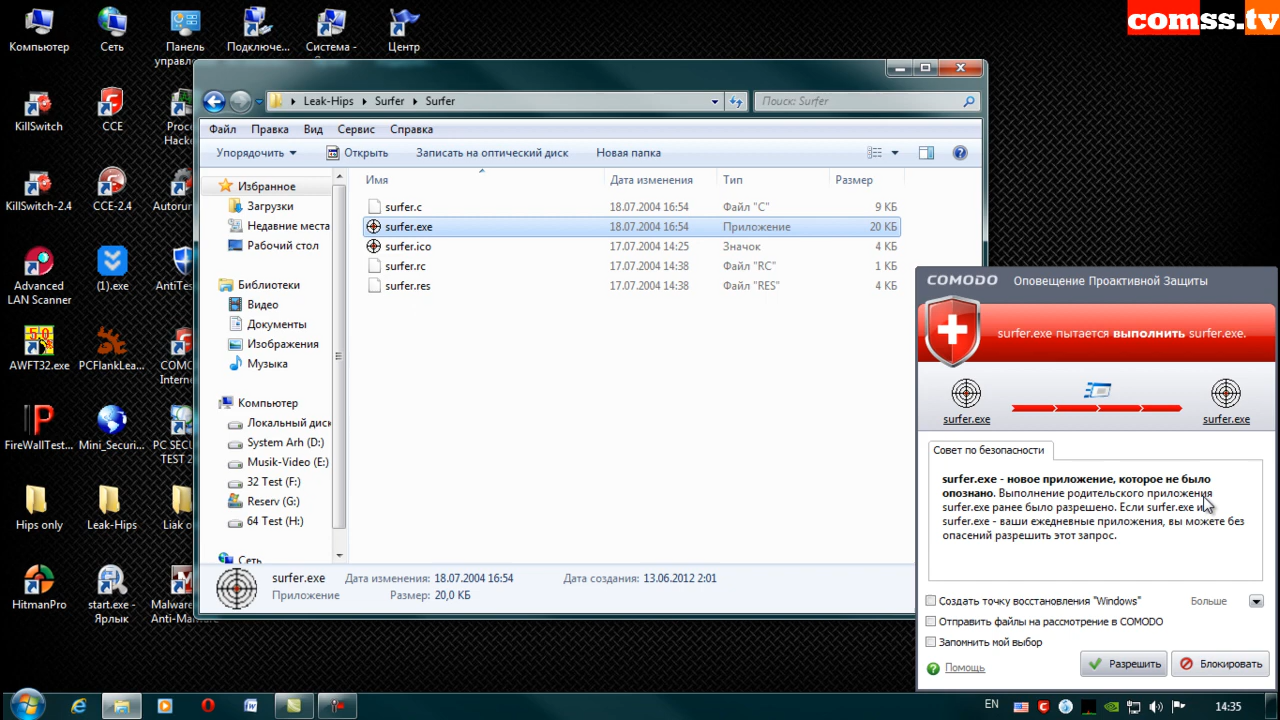 comss.tv
Компьютер
Сеть
Панель управ...
Подключе...
Система -
Центр
KillSwitch
CCE
Proc... Hacke...
KillSwitch-2.4
CCE-2.4
Autorun...
Advanced LAN Scanner
(1).exe
AntiTes...
AWFT32.exe
PCFlankLea...
COMO... Intern...
FireWallTest...
Mini_Securi...
PC SECU... TEST 2...
Hips only
Leak-Hips
Liak o...
HitmanPro
start.exe - Ярлык
Malware... Anti-Malware
Leak-Hips
Surfer
Surfer
Поиск: Surfer
Файл
Правка
Вид
Сервис
Справка
Упорядочить
Открыть
Записать на оптический диск
Новая папка
Избранное
Загрузки
Недавние места
Рабочий стол
Библиотеки
Видео
Документы
Изображения
Музыка
Компьютер
Локальный диск
System Arh (D:)
Musik-Video (E:)
32 Test (F:)
Reserv (G:)
64 Test (H:)
Сеть
Имя
Дата изменения
Тип
Размер
surfer.c 18.07.2004 16:54 Файл "C" 9 КБ
surfer.exe 18.07.2004 16:54 Приложение 20 КБ
surfer.ico 17.07.2004 14:25 Значок 4 КБ
surfer.rc 17.07.2004 14:38 Файл "RC" 1 КБ
surfer.res 17.07.2004 14:38 Файл "RES" 4 КБ
surfer.exe Дата изменения: 18.07.2004 16:54 Дата создания: 13.06.2012 2:01
Приложение Размер: 20,0 КБ
COMODO Оповещение Проактивной Защиты
surfer.exe пытается выполнить surfer.exe.
surfer.exe
surfer.exe
Совет по безопасности
surfer.exe - новое приложение, которое не было
опознано. Выполнение родительского приложения
surfer.exe ранее было разрешено. Если surfer.exe и
surfer.exe - ваши ежедневные приложения, вы можете без
опасений разрешить этот запрос.
Создать точку восстановления "Windows"
Больше
Отправить файлы на рассмотрение в COMODO
Запомнить мой выбор
Помощь
Разрешить
Блокировать
EN
14:35